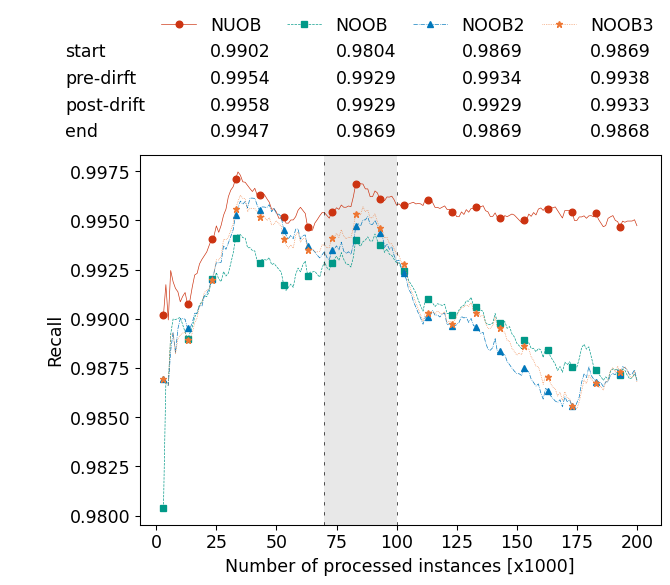 NUOB NOOB NOOB2 NOOB3
start 0.9902 0.9804 0.9869 0.9869
pre-dirft 0.9954 0.9929 0.9934 0.9938
post-drift 0.9958 0.9929 0.9929 0.9933
end 0.9947 0.9869 0.9869 0.9868
0.9975
0.9950
0.9925
0.9900
0.9875
0.9850
0.9825
0.9800
Recall
0 25 50 75 100 125 150 175 200
Number of processed instances [x1000]